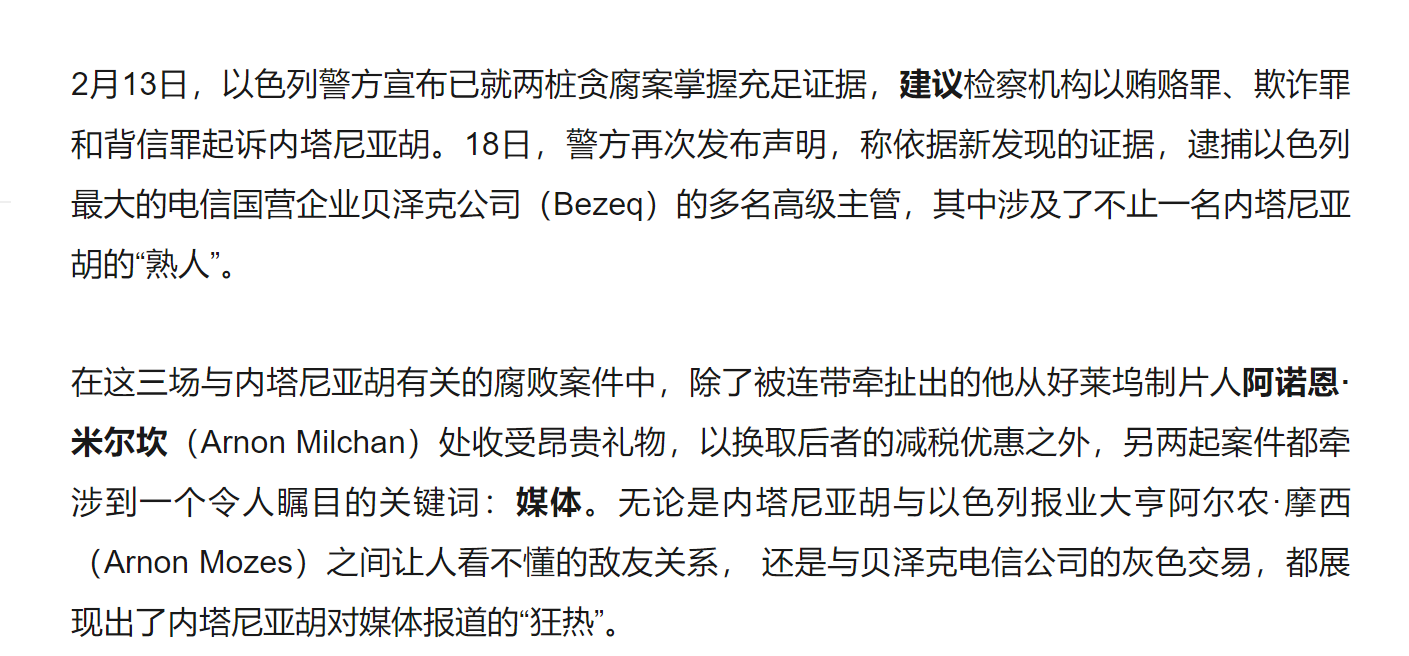 2月13日，以色列警方宣布已就两桩贪腐案掌握充足证据，建议检察机构以贿赂罪、欺诈罪
和背信罪起诉内塔尼亚胡。18日，警方再次发布声明，称依据新发现的证据，逮捕以色列
最大的电信国营企业贝泽克公司（Bezeq）的多名高级主管，其中涉及了不止一名内塔尼亚
胡的“熟人”。
在这三场与内塔尼亚胡有关的腐败案件中，除了被连带牵扯出的他从好莱坞制片人阿诺恩·
米尔坎（Arnon Milchan）处收受昂贵礼物，以换取后者的减税优惠之外，另两起案件都牵
涉到一个令人瞩目的关键词：媒体。无论是内塔尼亚胡与以色列报业大亨阿尔农·摩西
（Arnon Mozes）之间让人看不懂的敌友关系， 还是与贝泽克电信公司的灰色交易，都展
现出了内塔尼亚胡对媒体报道的“狂热”。